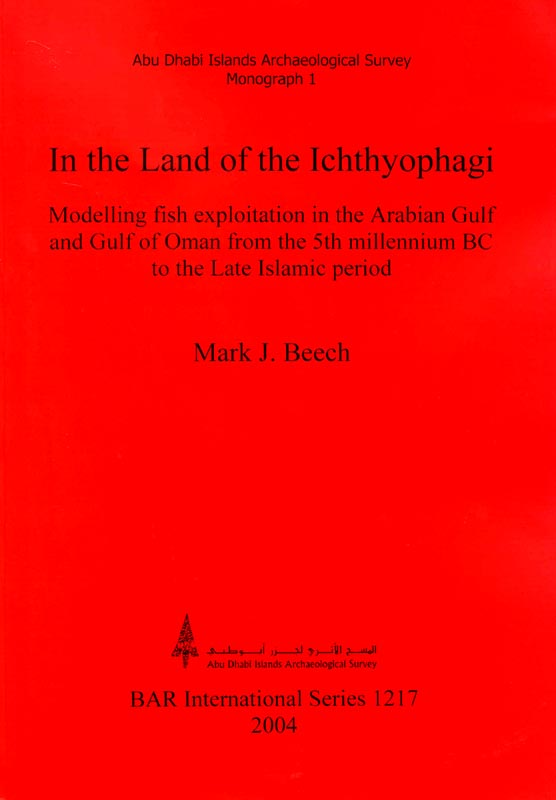 Abu Dhabi Islands Archaeological Survey
Monograph 1
In the Land of the Ichthyophagi
Modelling fish exploitation in the Arabian Gulf
and Gulf of Oman from the 5th millennium BC
to the Late Islamic period
Mark J. Beech
المسح الأثري لجزر أبوظبي
Abu Dhabi Islands Archaeological Survey
BAR International Series 1217
2004